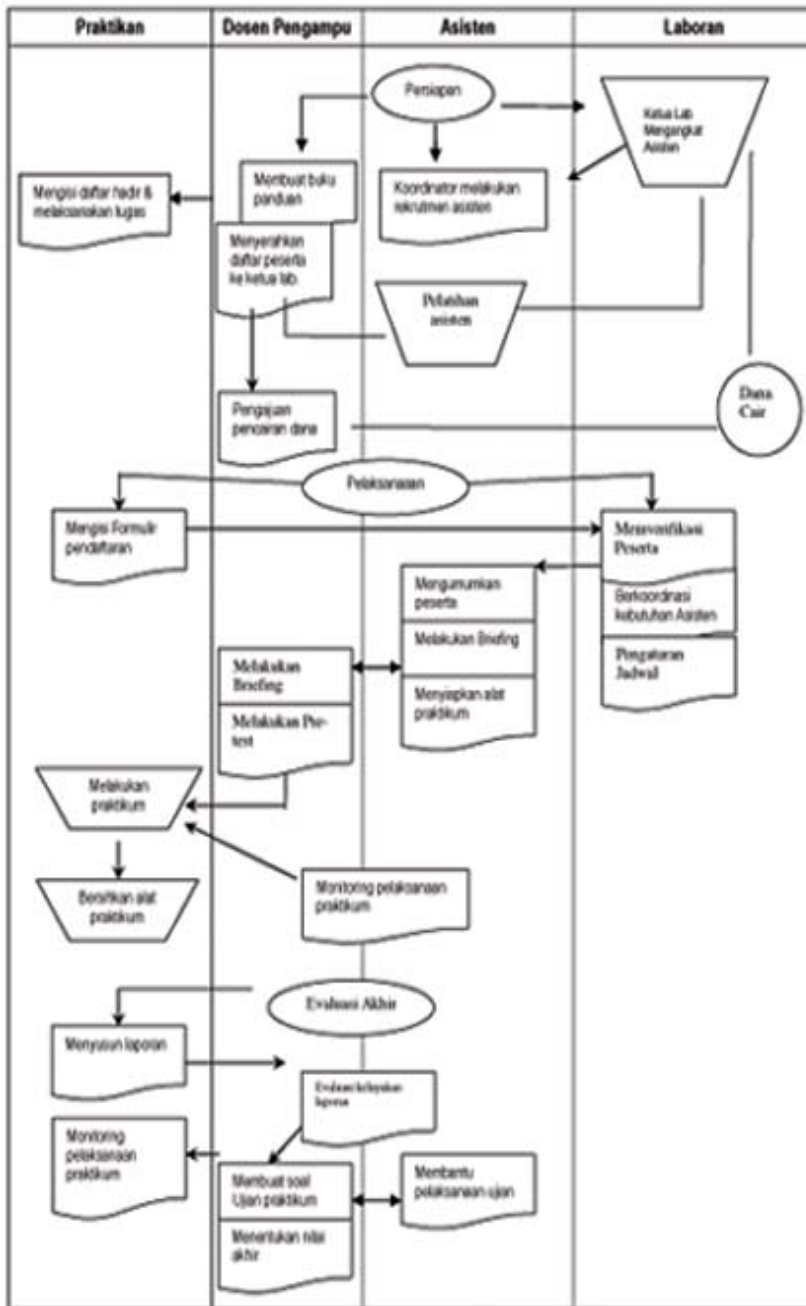 Praktikan
Dosen Pengampu
Asisten
Laboran
Persiapan
Ketua Lab
Mengangkat
Asisten
Membuat buku
panduan
Mengisi daftar hadir &
melaksanakan tugas
Koordinator melakukan
rekrutmen asisten
Menyerahkan
daftar peserta
ke ketua lab.
Pelatihan
asisten
Dana
Cair
Pengajuan
pencairan dana
Pelaksanaan
Mengisi Formulir
pendaftaran
Memverifikasi
Peserta
Mengumumkan
peserta
Berkoordinasi
kebutuhan Asisten
Melakukan Briefing
Pengaturan
Jadwal
Melakukan
Briefing
Menyiapkan alat
praktikum
Melakukan Pre-
test
Melakukan
praktikum
Bersihkan alat
praktikum
Monitoring pelaksanaan
praktikum
Evaluasi Akhir
Menyusun laporan
Evaluasi kelayakan
laporan
Monitoring
pelaksanaan
praktikum
Membuat soal
Ujian praktikum
Membantu
pelaksanaan ujian
Menentukan nilai
akhir